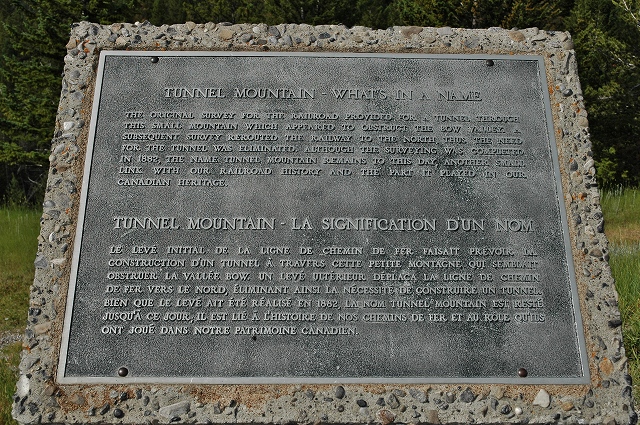 TUNNEL MOUNTAIN - WHAT'S IN A NAME
THE ORIGINAL SURVEY FOR THE RAILROAD PROVIDED FOR A TUNNEL THROUGH
THIS SMALL MOUNTAIN WHICH APPEARED TO OBSTRUCT THE BOW VALLEY. A
SUBSEQUENT SURVEY REROUTED THE RAILWAY TO THE NORTH, THUS THE NEED
FOR THE TUNNEL WAS ELIMINATED. ALTHOUGH THE SURVEYING WAS COMPLETED
IN 1882, THE NAME TUNNEL MOUNTAIN REMAINS TO THIS DAY, ANOTHER SMALL
LINK WITH OUR RAILROAD HISTORY AND THE PART IT PLAYED IN OUR
CANADIAN HERITAGE.
TUNNEL MOUNTAIN - LA SIGNIFICATION D'UN NOM
LE LEVÉ INITIAL DE LA LIGNE DE CHEMIN DE FER FAISAIT PRÉVOIR LA
CONSTRUCTION D'UN TUNNEL À TRAVERS CETTE PETITE MONTAGNE QUI SEMBLAIT
OBSTRUER LA VALLÉE BOW. UN LEVÉ ULTÉRIEUR DÉPLAÇA LA LIGNE DE CHEMIN
DE FER VERS LE NORD, ÉLIMINANT AINSI LA NÉCESSITÉ DE CONSTRUIRE UN TUNNEL.
BIEN QUE LE LEVÉ AIT ÉTÉ RÉALISÉ EN 1882, LA NOM TUNNEL MOUNTAIN EST RESTÉ
JUSQU'À CE JOUR, IL EST LIÉ À L'HISTOIRE DE NOS CHEMINS DE FER ET AU RÔLE QU'ILS
ONT JOUÉ DANS NOTRE PATRIMOINE CANADIEN.